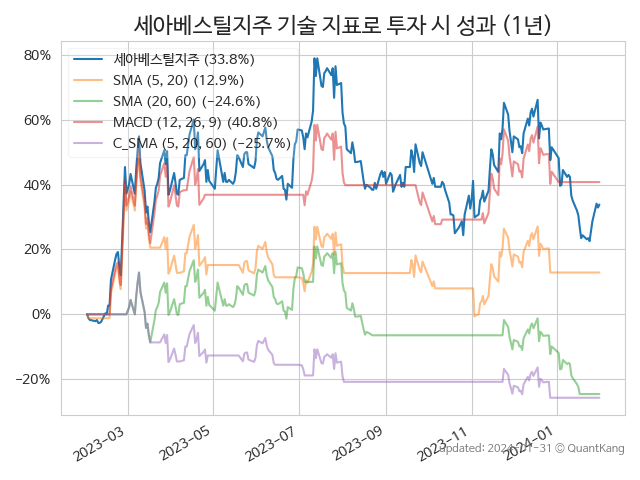 세아베스틸지주 기술 지표로 투자 시 성과 (1년)
80%
60%
40%
20%
0%
−20%
세아베스틸지주 (33.8%)
SMA (5, 20) (12.9%)
SMA (20, 60) (−24.6%)
MACD (12, 26, 9) (40.8%)
C_SMA (5, 20, 60) (−25.7%)
2023-03
2023-05
2023-07
2023-09
2023-11
2024-01
Updated: 2024-01-31 © QuantKang